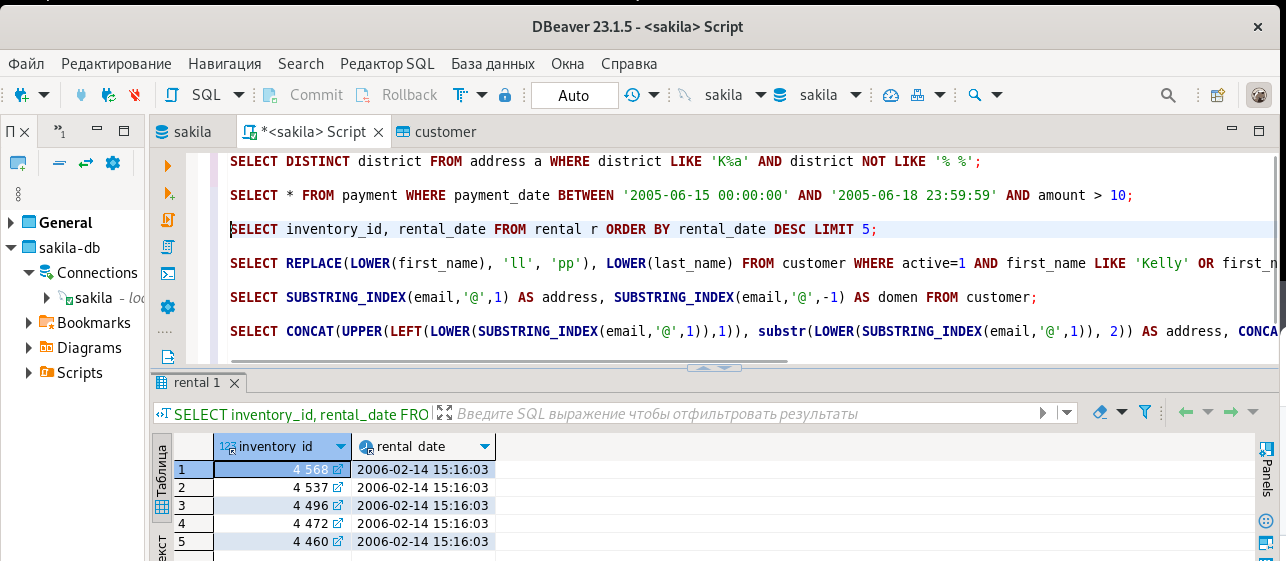 DBeaver 23.1.5 - <sakila> Script
Файл Редактирование Навигация Search Редактор SQL База данных Окна Справка
SQL Commit Rollback Auto sakila sakila
П sakila *<sakila> Script customer
SELECT DISTINCT district FROM address a WHERE district LIKE 'K%a' AND district NOT LIKE '% %';
SELECT * FROM payment WHERE payment_date BETWEEN '2005-06-15 00:00:00' AND '2005-06-18 23:59:59' AND amount > 10;
SELECT inventory_id, rental_date FROM rental r ORDER BY rental_date DESC LIMIT 5;
SELECT REPLACE(LOWER(first_name), 'll', 'pp'), LOWER(last_name) FROM customer WHERE active=1 AND first_name LIKE 'Kelly' OR first_n
SELECT SUBSTRING_INDEX(email,'@',1) AS address, SUBSTRING_INDEX(email,'@',-1) AS domen FROM customer;
SELECT CONCAT(UPPER(LEFT(LOWER(SUBSTRING_INDEX(email,'@',1)),1)), substr(LOWER(SUBSTRING_INDEX(email,'@',1)), 2)) AS address, CONCA
General
sakila-db
Connections
sakila - loc
Bookmarks
Diagrams
Scripts
rental 1
SELECT inventory_id, rental_date FRO Введите SQL выражение чтобы отфильтровать результаты
Таблица
екст
123 inventory_id rental_date
1 4 568 2006-02-14 15:16:03
2 4 537 2006-02-14 15:16:03
3 4 496 2006-02-14 15:16:03
4 4 472 2006-02-14 15:16:03
5 4 460 2006-02-14 15:16:03
Panels